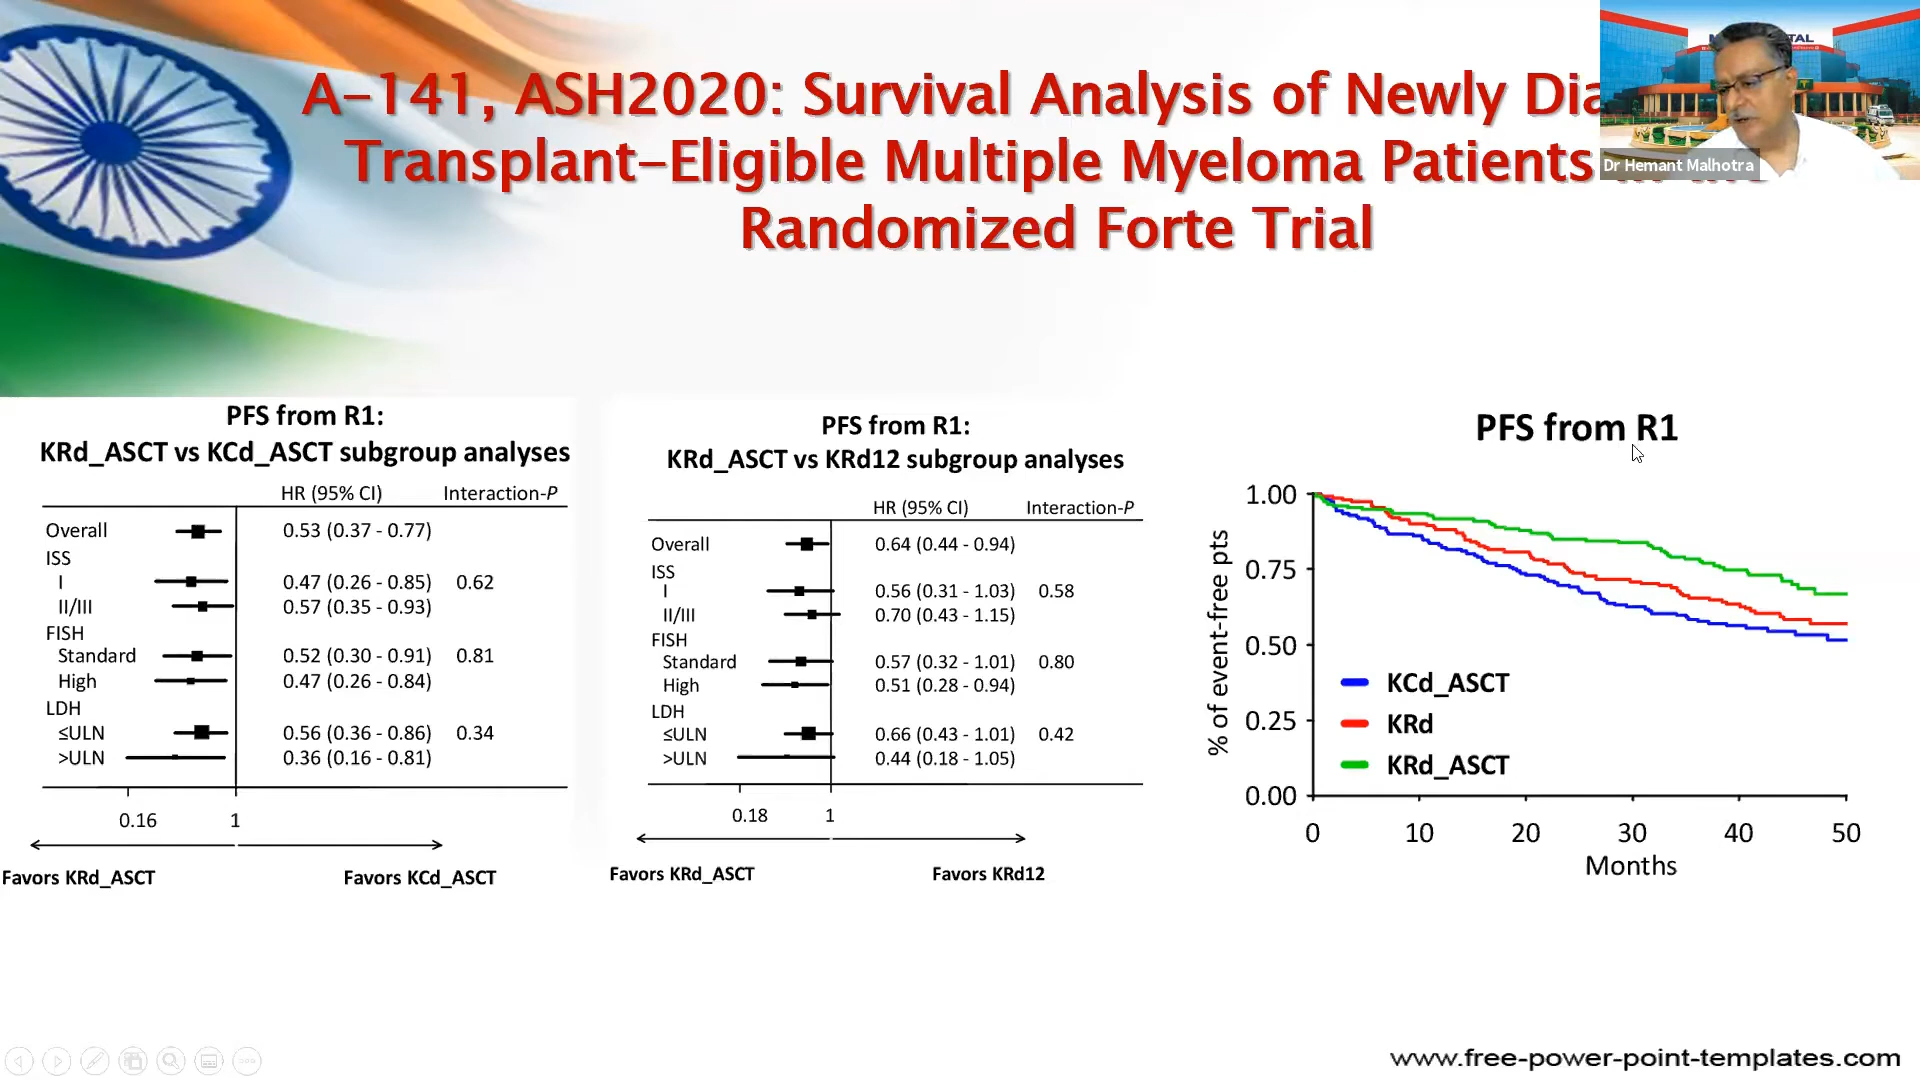 A-141, ASH2020: Survival Analysis of Newly
Transplant-Eligible Multiple Myeloma Patients
Randomized Forte Trial
Dr Hemant Malhotra
PFS from R1:
KRd_ASCT vs KCd_ASCT subgroup analyses
HR (95% CI) Interaction-P
Overall 0.53 (0.37 - 0.77)
ISS
I 0.47 (0.26 - 0.85) 0.62
II/III 0.57 (0.35 - 0.93)
FISH
Standard 0.52 (0.30 - 0.91) 0.81
High 0.47 (0.26 - 0.84)
LDH
≤ULN 0.56 (0.36 - 0.86) 0.34
>ULN 0.36 (0.16 - 0.81)
0.16 1
Favors KRd_ASCT Favors KCd_ASCT
PFS from R1:
KRd_ASCT vs KRd12 subgroup analyses
HR (95% CI) Interaction-P
Overall 0.64 (0.44 - 0.94)
ISS
I 0.56 (0.31 - 1.03) 0.58
II/III 0.70 (0.43 - 1.15)
FISH
Standard 0.57 (0.32 - 1.01) 0.80
High 0.51 (0.28 - 0.94)
LDH
≤ULN 0.66 (0.43 - 1.01) 0.42
>ULN 0.44 (0.18 - 1.05)
0.18 1
Favors KRd_ASCT Favors KRd12
PFS from R1
% of event-free pts
1.00
0.75
0.50
0.25
0.00
KCd_ASCT
KRd
KRd_ASCT
0 10 20 30 40 50
Months
www.free-power-point-templates.com